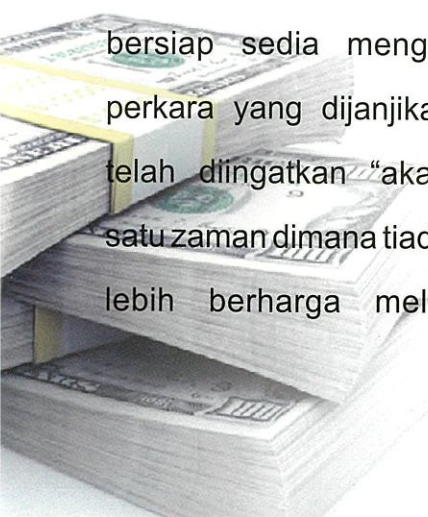 bersiap sedia meng
perkara yang dijanjika
telah diingatkan “aka
satu zaman dimana tiad
lebih berharga mel